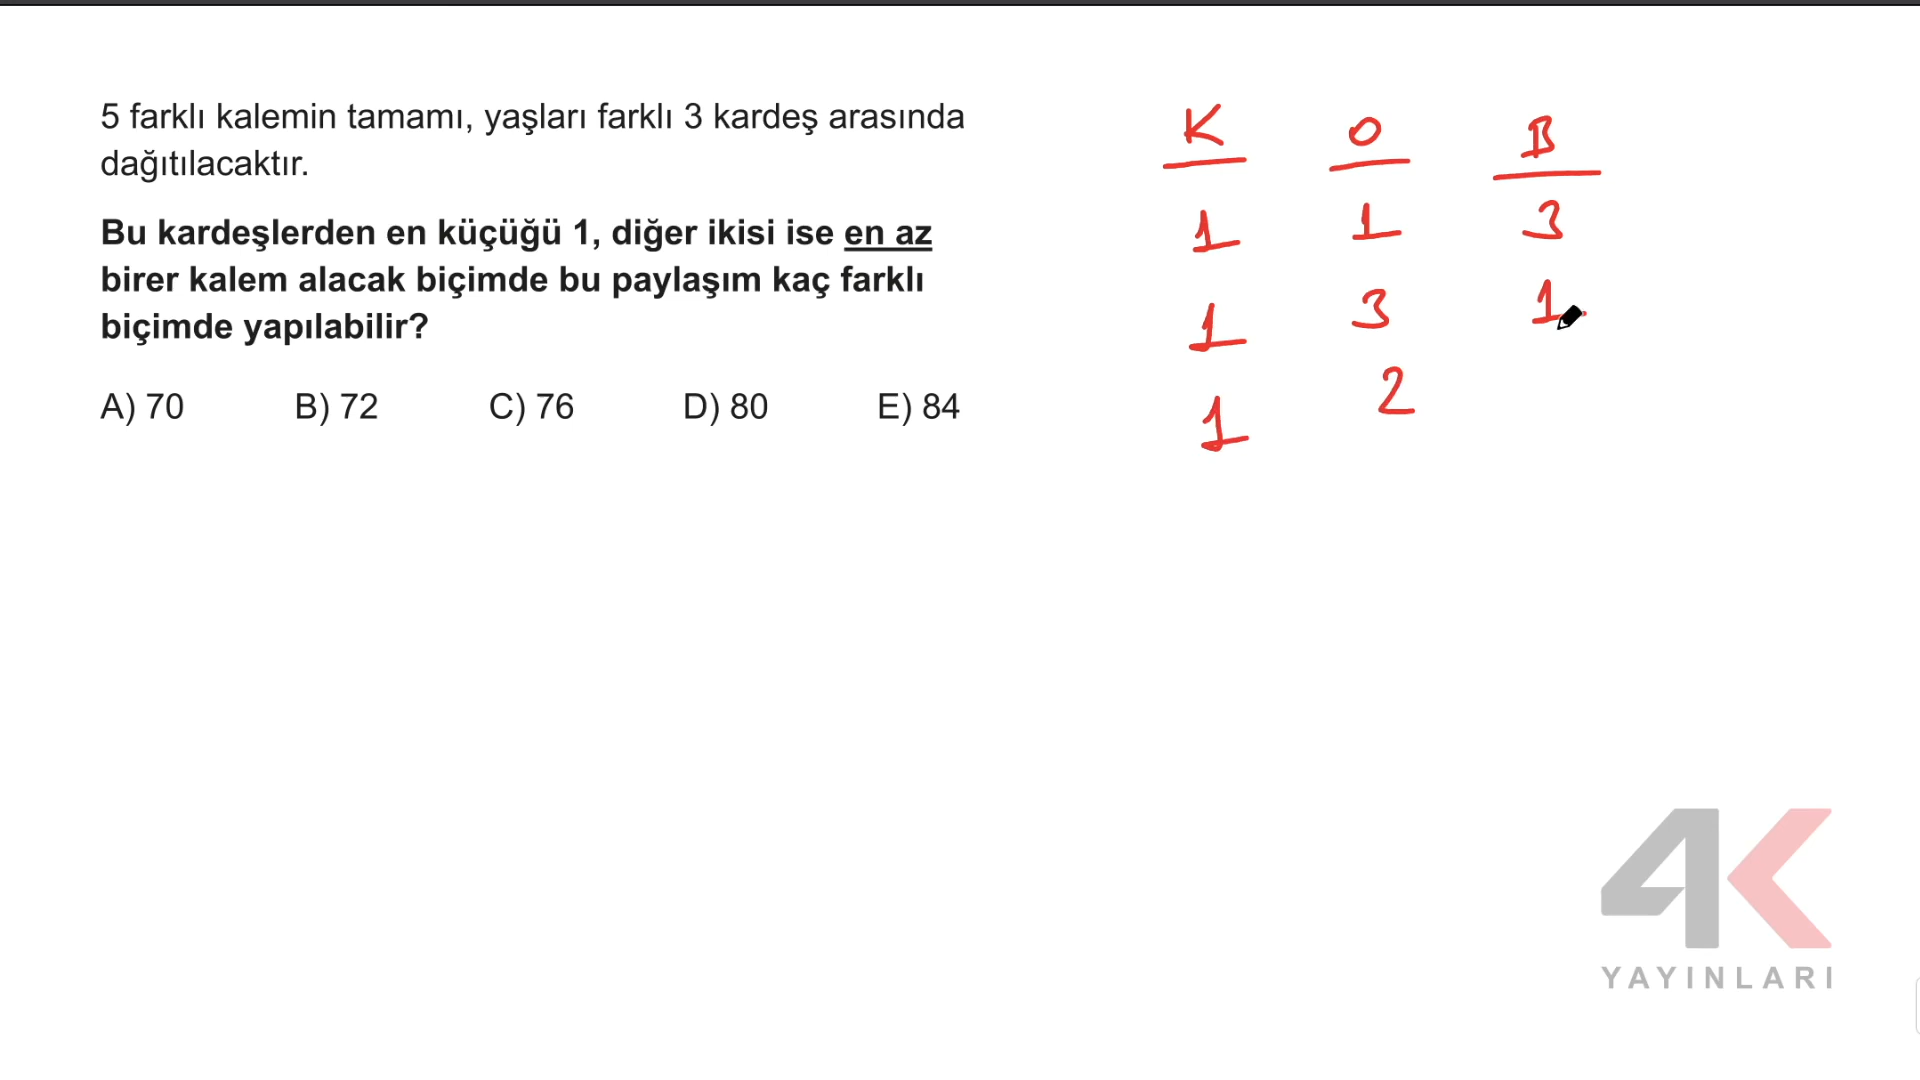 5 farklı kalemin tamamı, yaşları farklı 3 kardeş arasında
dağıtılacaktır.
Bu kardeşlerden en küçüğü 1, diğer ikisi ise en az
birer kalem alacak biçimde bu paylaşım kaç farklı
biçimde yapılabilir?
A) 70 B) 72 C) 76 D) 80 E) 84
K O B
1 1 3
1 3 1
1 2
4K
YAYINLARI